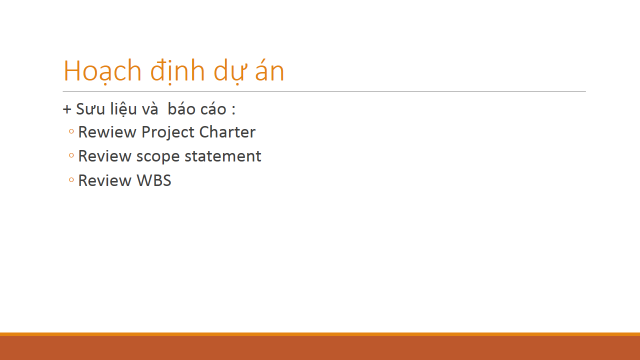 Hoạch định dự án
+ Sưu liệu và báo cáo :
◦ Rewiew Project Charter
◦ Review scope statement
◦ Review WBS